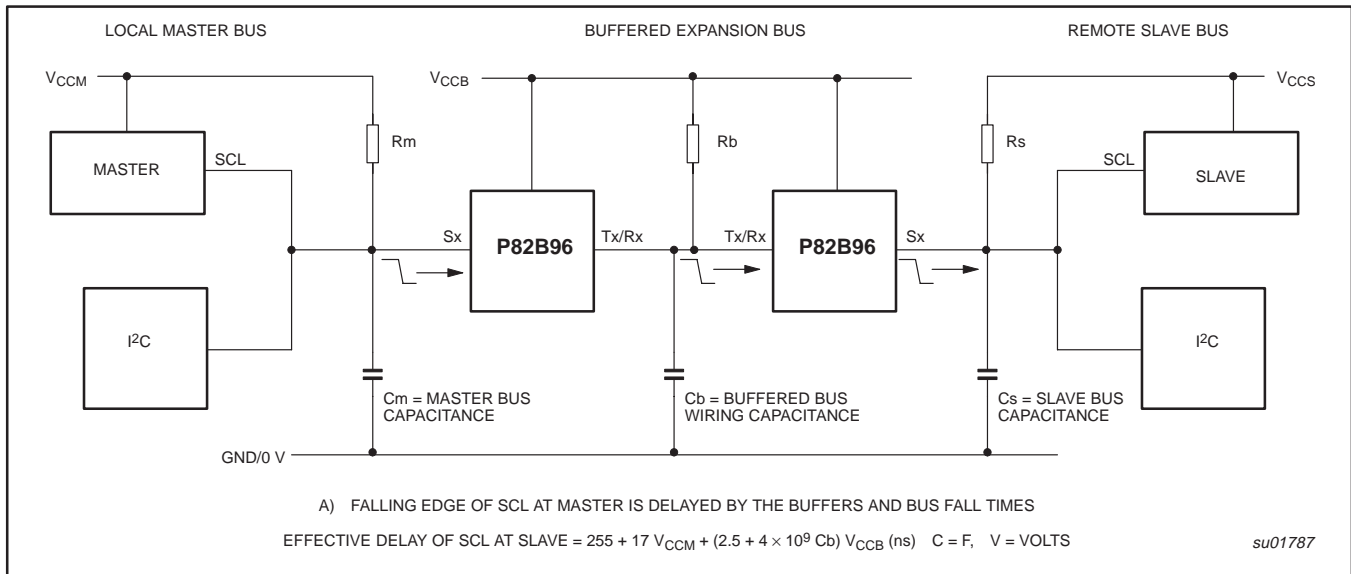 LOCAL MASTER BUS
BUFFERED EXPANSION BUS
REMOTE SLAVE BUS
VCCM
VCCB
VCCS
Rm
Rb
Rs
MASTER
SCL
SCL
SLAVE
Sx
P82B96
Tx/Rx
Tx/Rx
P82B96
Sx
I²C
I²C
Cm = MASTER BUS
CAPACITANCE
Cb = BUFFERED BUS
WIRING CAPACITANCE
Cs = SLAVE BUS
CAPACITANCE
GND/0 V
A) FALLING EDGE OF SCL AT MASTER IS DELAYED BY THE BUFFERS AND BUS FALL TIMES
EFFECTIVE DELAY OF SCL AT SLAVE = 255 + 17 VCCM + (2.5 + 4 × 10⁹ Cb) VCCB (ns) C = F, V = VOLTS
su01787